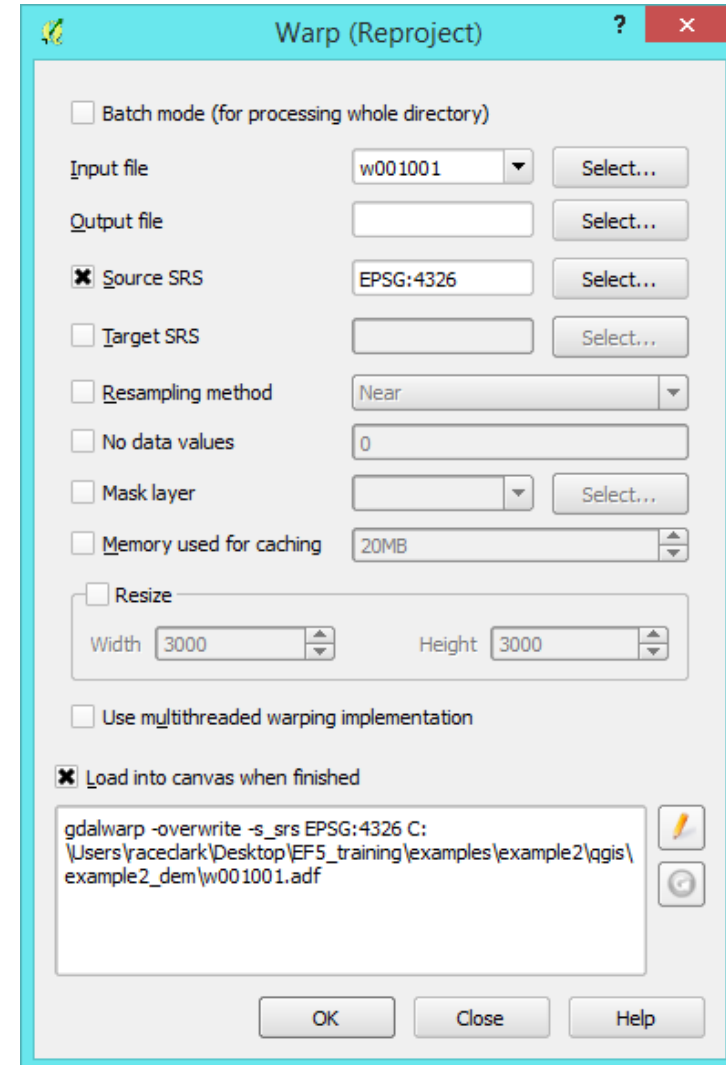 Warp (Reproject)
?
×
Batch mode (for processing whole directory)
Input file w001001 Select...
Output file Select...
Source SRS EPSG:4326 Select...
Target SRS Select...
Resampling method Near
No data values 0
Mask layer Select...
Memory used for caching 20MB
Resize
Width 3000 Height 3000
Use multithreaded warping implementation
Load into canvas when finished
gdalwarp -overwrite -s_srs EPSG:4326 C:
\Users\raceclark\Desktop\EF5_training\examples\example2\qgis\
example2_dem\w001001.adf
OK Close Help